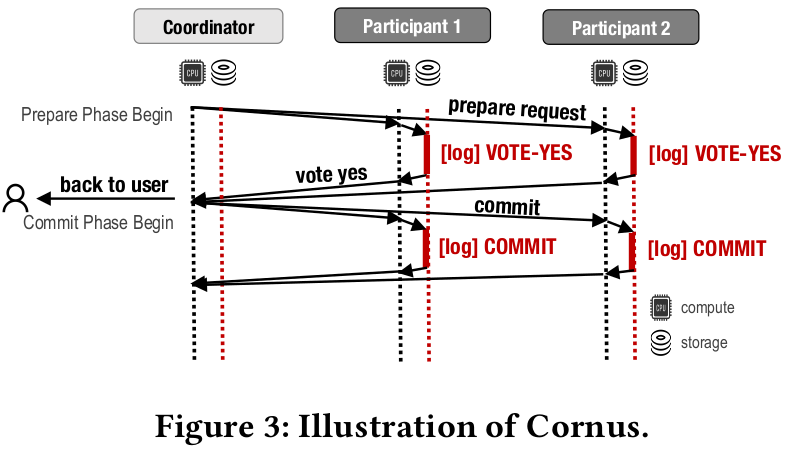 Coordinator
Participant 1
Participant 2
CPU
CPU
CPU
Prepare Phase Begin
prepare request
[log] VOTE-YES
[log] VOTE-YES
vote yes
back to user
commit
Commit Phase Begin
[log] COMMIT
[log] COMMIT
CPU
compute
storage
Figure 3: Illustration of Cornus.